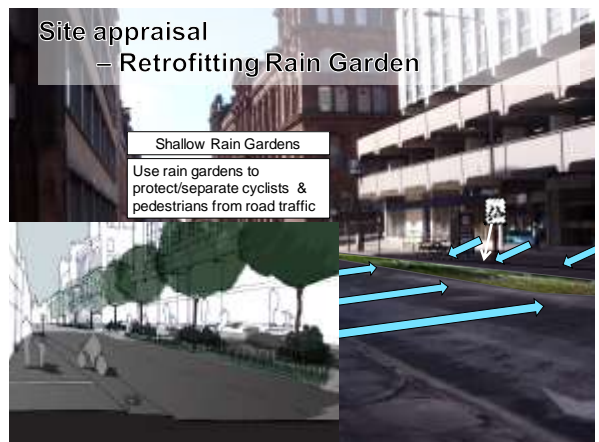 Site appraisal
– Retrofitting Rain Garden
Shallow Rain Gardens
Use rain gardens to
protect/separate cyclists &
pedestrians from road traffic